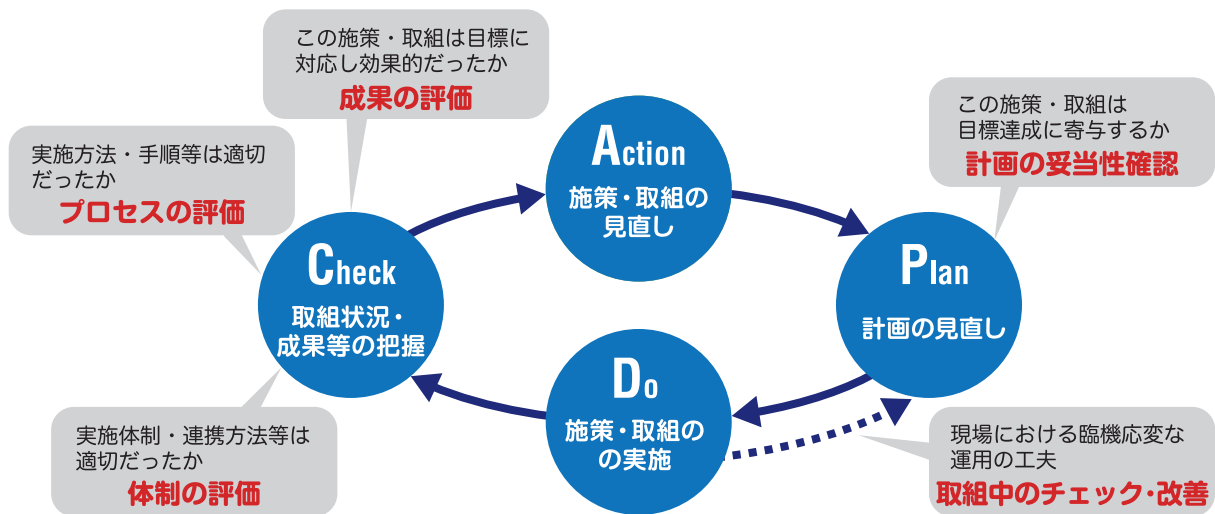 この施策・取組は目標に
対応し効果的だったか
成果の評価
実施方法・手順等は適切
だったか
プロセスの評価
実施体制・連携方法等は
適切だったか
体制の評価
Check
取組状況・
成果等の把握
Action
施策・取組の
見直し
Plan
計画の見直し
Do
施策・取組の
の実施
この施策・取組は
目標達成に寄与するか
計画の妥当性確認
現場における臨機応変な
運用の工夫
取組中のチェック・改善